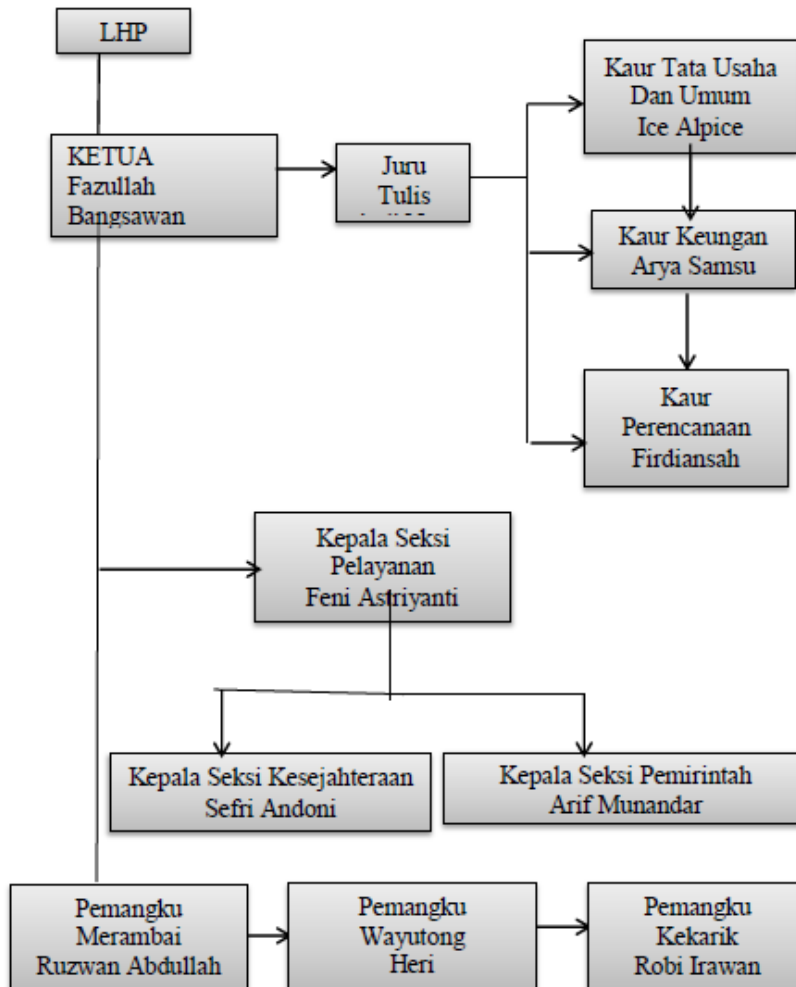 LHP
KETUA
Fazullah
Bangsawan
Juru
Tulis
Kaur Tata Usaha
Dan Umum
Ice Alpice
Kaur Keungan
Arya Samsu
Kaur
Perencanaan
Firdiansah
Kepala Seksi
Pelayanan
Feni Astriyanti
Kepala Seksi Kesejahteraan
Sefri Andoni
Kepala Seksi Pemirintah
Arif Munandar
Pemangku
Merambai
Ruzwan Abdullah
Pemangku
Wayutong
Heri
Pemangku
Kekarik
Robi Irawan